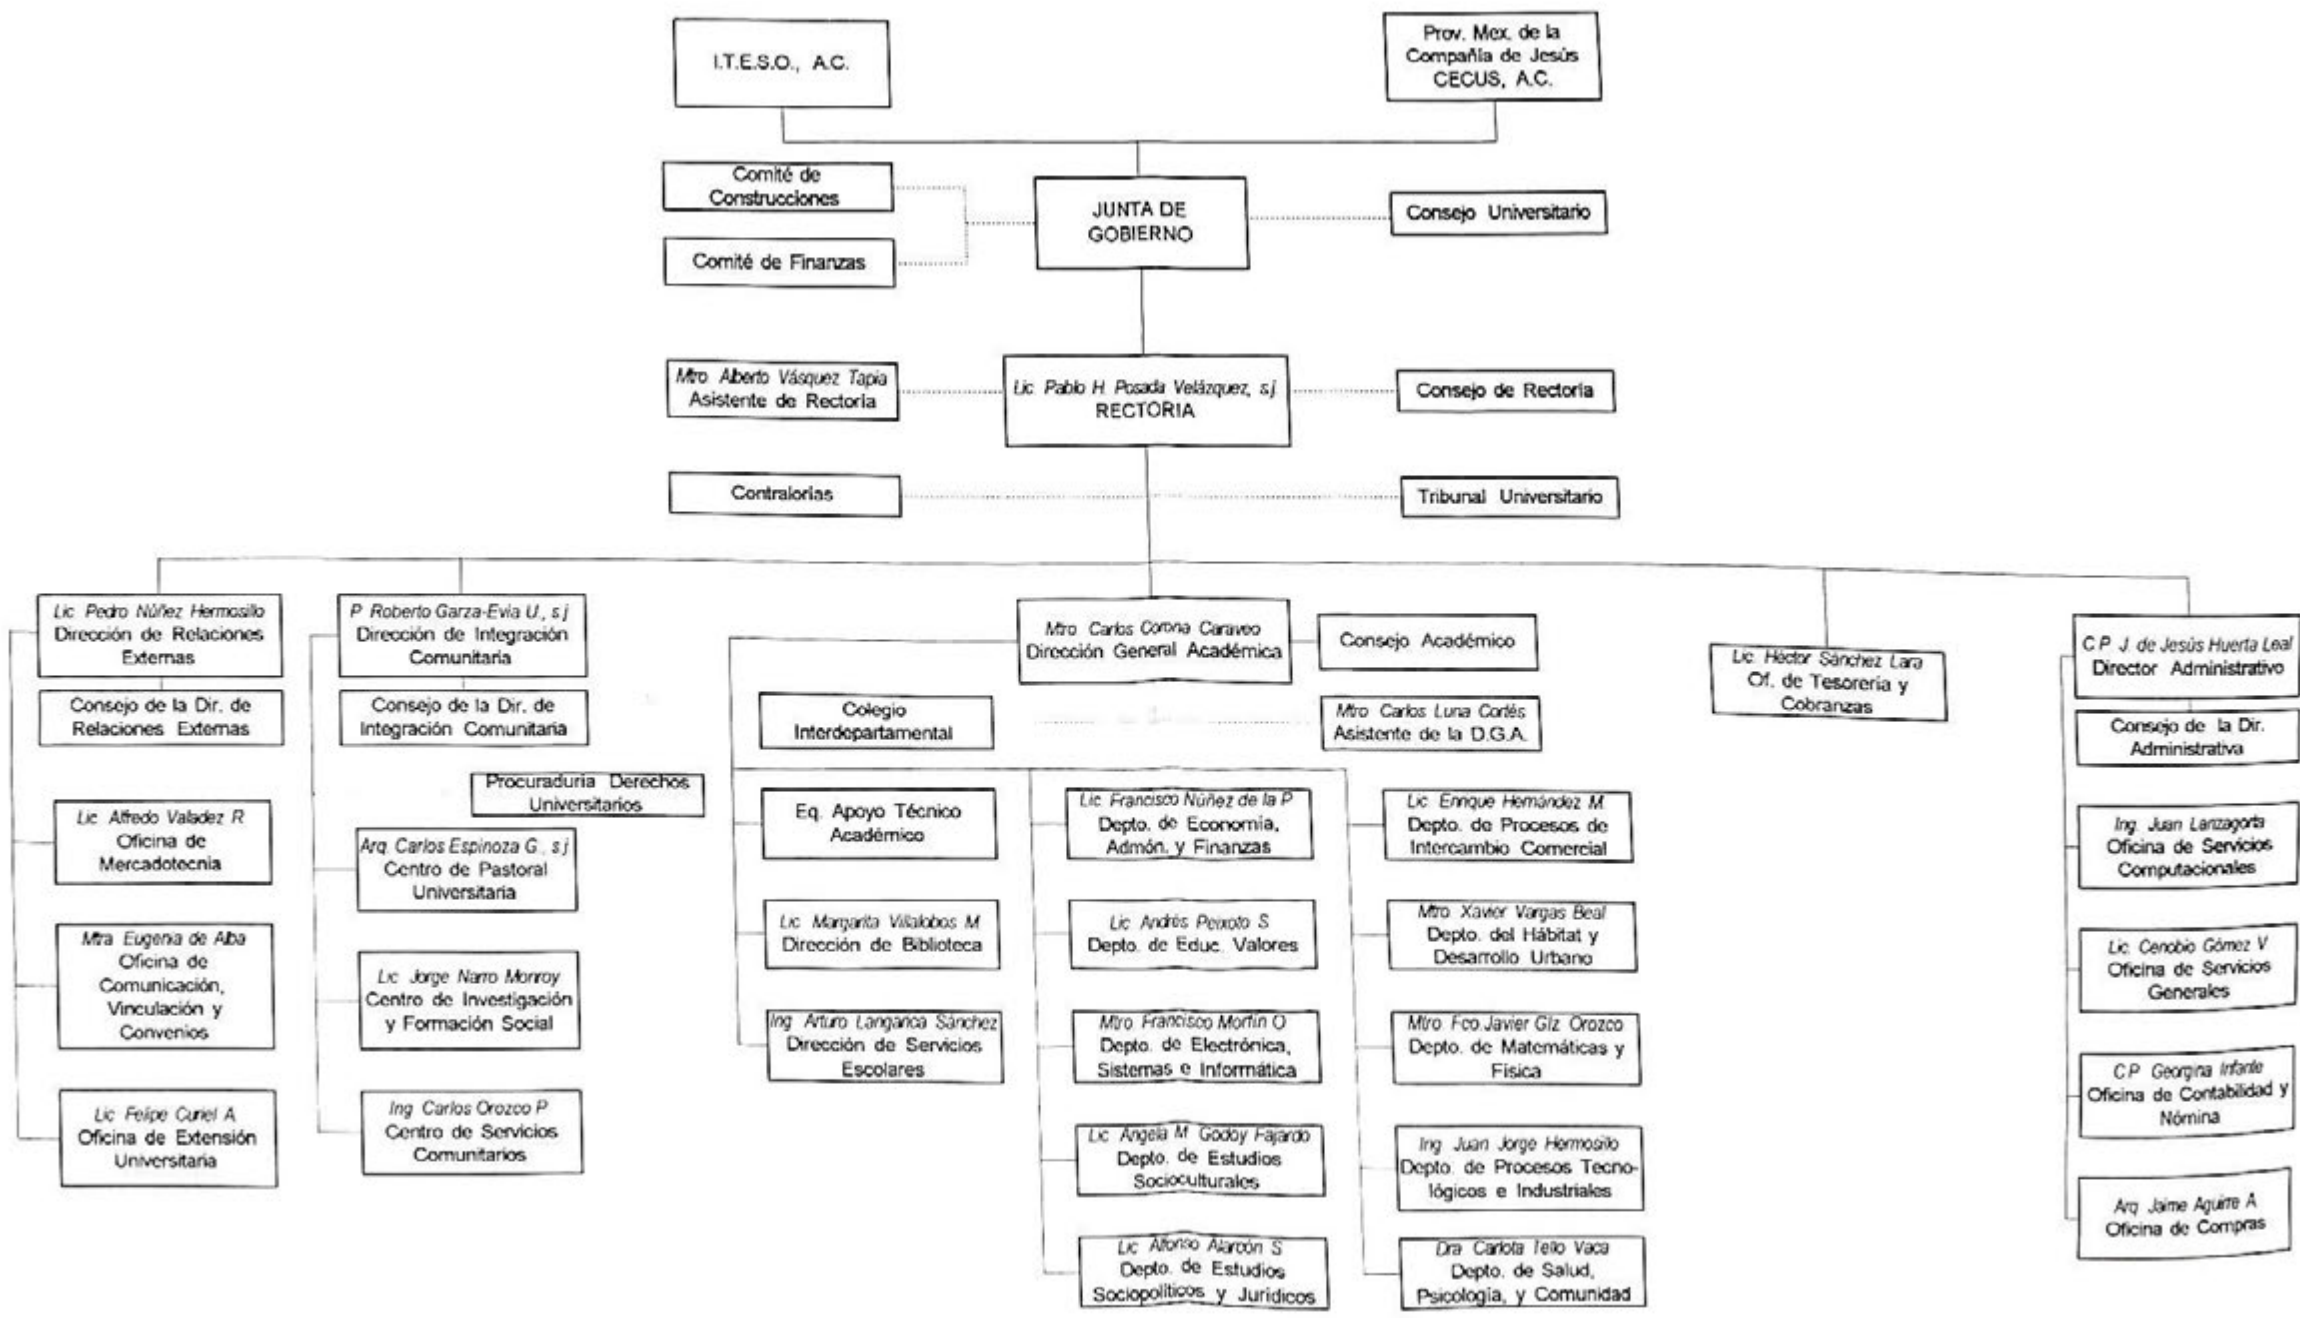 I.T.E.S.O., A.C.
Prov. Mex. de la
Compañía de Jesús
CECUS, A.C.
Comité de
Construcciones
Comité de Finanzas
JUNTA DE
GOBIERNO
Consejo Universitario
Mtro Alberto Vásquez Tapia
Asistente de Rectoría
Lic Pablo H Posada Velázquez, s.j.
RECTORIA
Consejo de Rectoría
Contralorías
Tribunal Universitario
Lic Pedro Núñez Hermosillo
Dirección de Relaciones
Externas
Consejo de la Dir. de
Relaciones Externas
Lic Alfredo Valadez R
Oficina de
Mercadotecnia
Mtra Eugenia de Alba
Oficina de
Comunicación,
Vinculación y
Convenios
Lic Felipe Curiel A
Oficina de Extensión
Universitaria
P Roberto Garza-Evia U., s j
Dirección de Integración
Comunitaria
Consejo de la Dir. de
Integración Comunitaria
Procuraduría Derechos
Universitarios
Arq Carlos Espinoza G., s j
Centro de Pastoral
Universitaria
Lic Jorge Narro Monroy
Centro de Investigación
y Formación Social
Ing Carlos Orozco P
Centro de Servicios
Comunitarios
Mtro Carlos Corona Caraveo
Dirección General Académica
Consejo Académico
Colegio
Interdepartamental
Mtro Carlos Luna Cortés
Asistente de la D.G.A.
Eq. Apoyo Técnico
Académico
Lic Margarita Villalobos M
Dirección de Biblioteca
Ing Arturo Langarica Sánchez
Dirección de Servicios
Escolares
Lic Francisco Núñez de la P
Depto. de Economía,
Admón. y Finanzas
Lic Andrés Peixoto S
Depto. de Educ. Valores
Mtro Francisco Morfín O
Depto. de Electrónica,
Sistemas e Informática
Lic Angela M Godoy Fajardo
Depto. de Estudios
Socioculturales
Lic Alfonso Alarcón S
Depto. de Estudios
Sociopolíticos y Jurídicos
Lic Enrique Hernández M
Depto. de Procesos de
Intercambio Comercial
Mtro Xavier Vargas Beal
Depto. del Hábitat y
Desarrollo Urbano
Mtro Fco.Javier Glz Orozco
Depto. de Matemáticas y
Física
Ing Juan Jorge Hermosillo
Depto. de Procesos Tecno-
lógicos e Industriales
Dra Carlota Tello Vaca
Depto. de Salud,
Psicología, y Comunidad
Lic. Héctor Sánchez Lara
Of. de Tesorería y
Cobranzas
C.P J. de Jesús Huerta Leal
Director Administrativo
Consejo de la Dir.
Administrativa
Ing. Juan Lanzagorta
Oficina de Servicios
Computacionales
Lic. Cenobio Gómez V
Oficina de Servicios
Generales
C.P Georgina Infante
Oficina de Contabilidad y
Nómina
Arq Jaime Aguirre A
Oficina de Compras